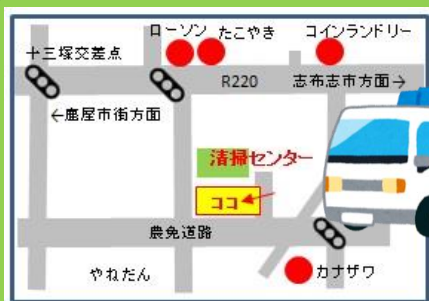 ローソン たこやき コインランドリー
十三塚交差点
R220 志布志市方面→
←鹿屋市街方面
清掃センター
ココ
農免道路
やねだん カナザワ